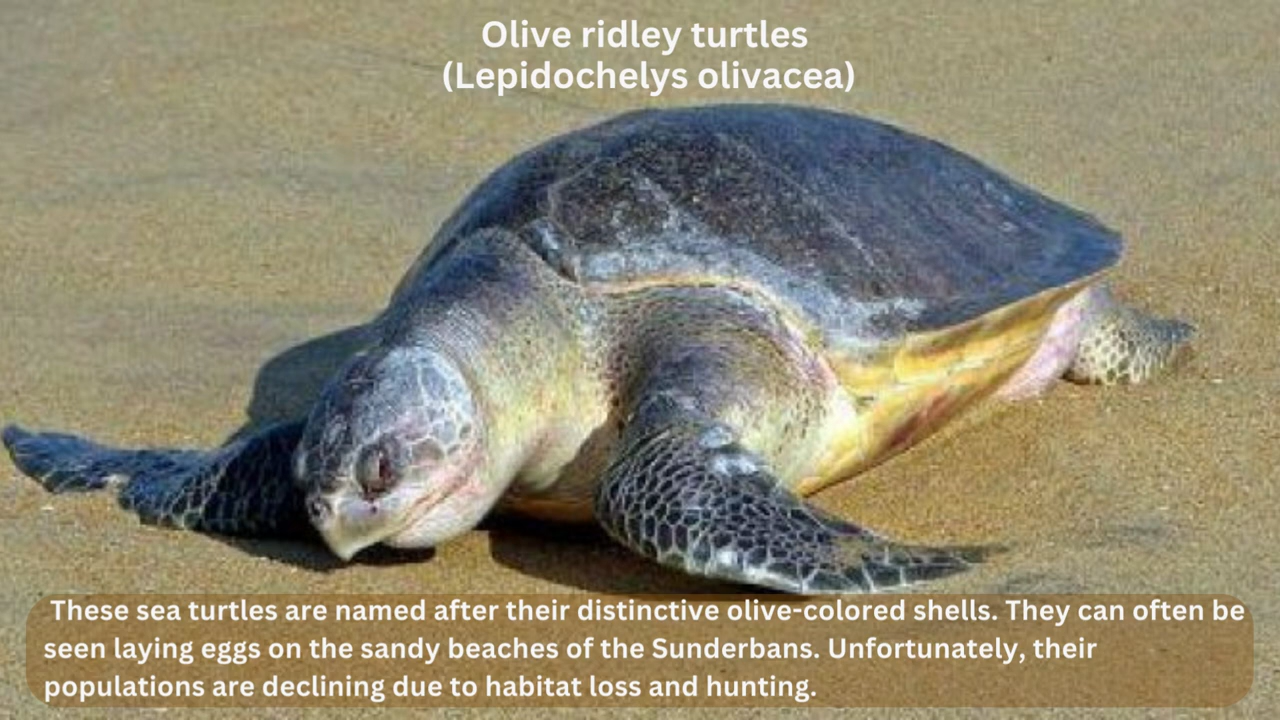 Olive ridley turtles
(Lepidochelys olivacea)
These sea turtles are named after their distinctive olive-colored shells. They can often be
seen laying eggs on the sandy beaches of the Sunderbans. Unfortunately, their
populations are declining due to habitat loss and hunting.